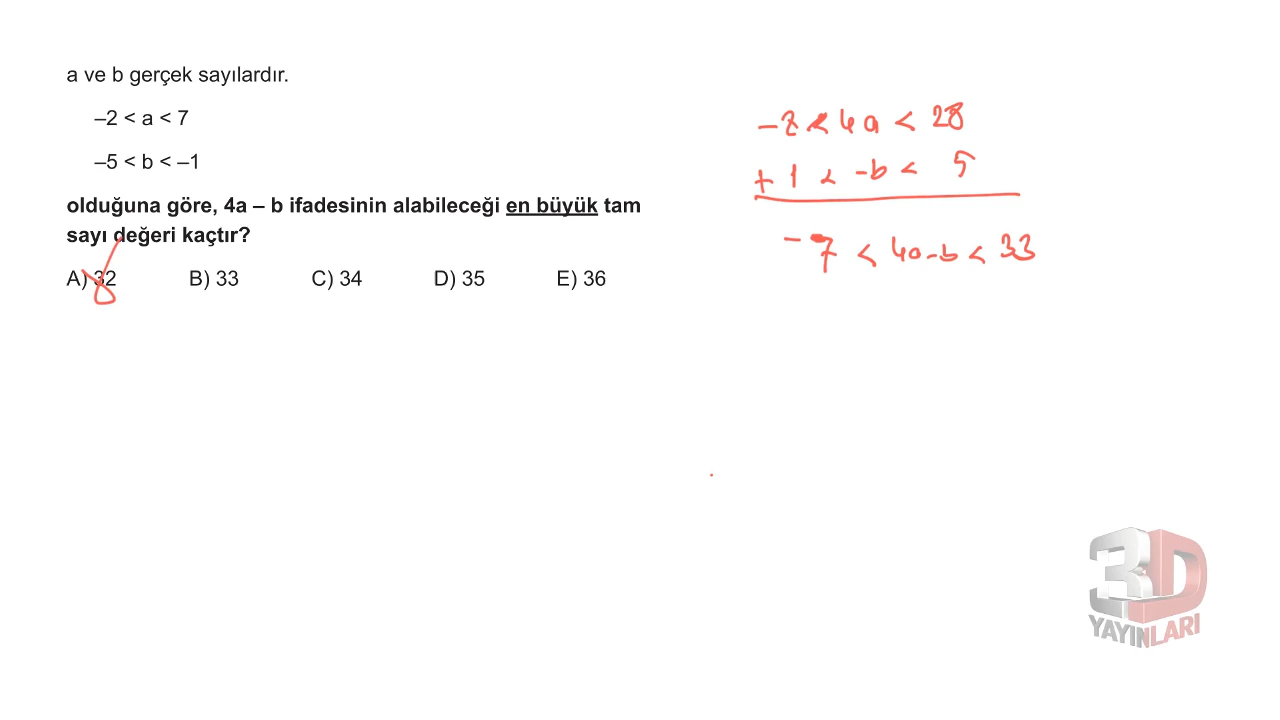 a ve b gerçek sayılardır.
–2 < a < 7
–5 < b < –1
olduğuna göre, 4a – b ifadesinin alabileceği en büyük tam
sayı değeri kaçtır?
A) 32 B) 33 C) 34 D) 35 E) 36
–8 < 4a < 28
+ 1 < -b < 5
-7 < 4a-b < 33
3D
YAYINLARI